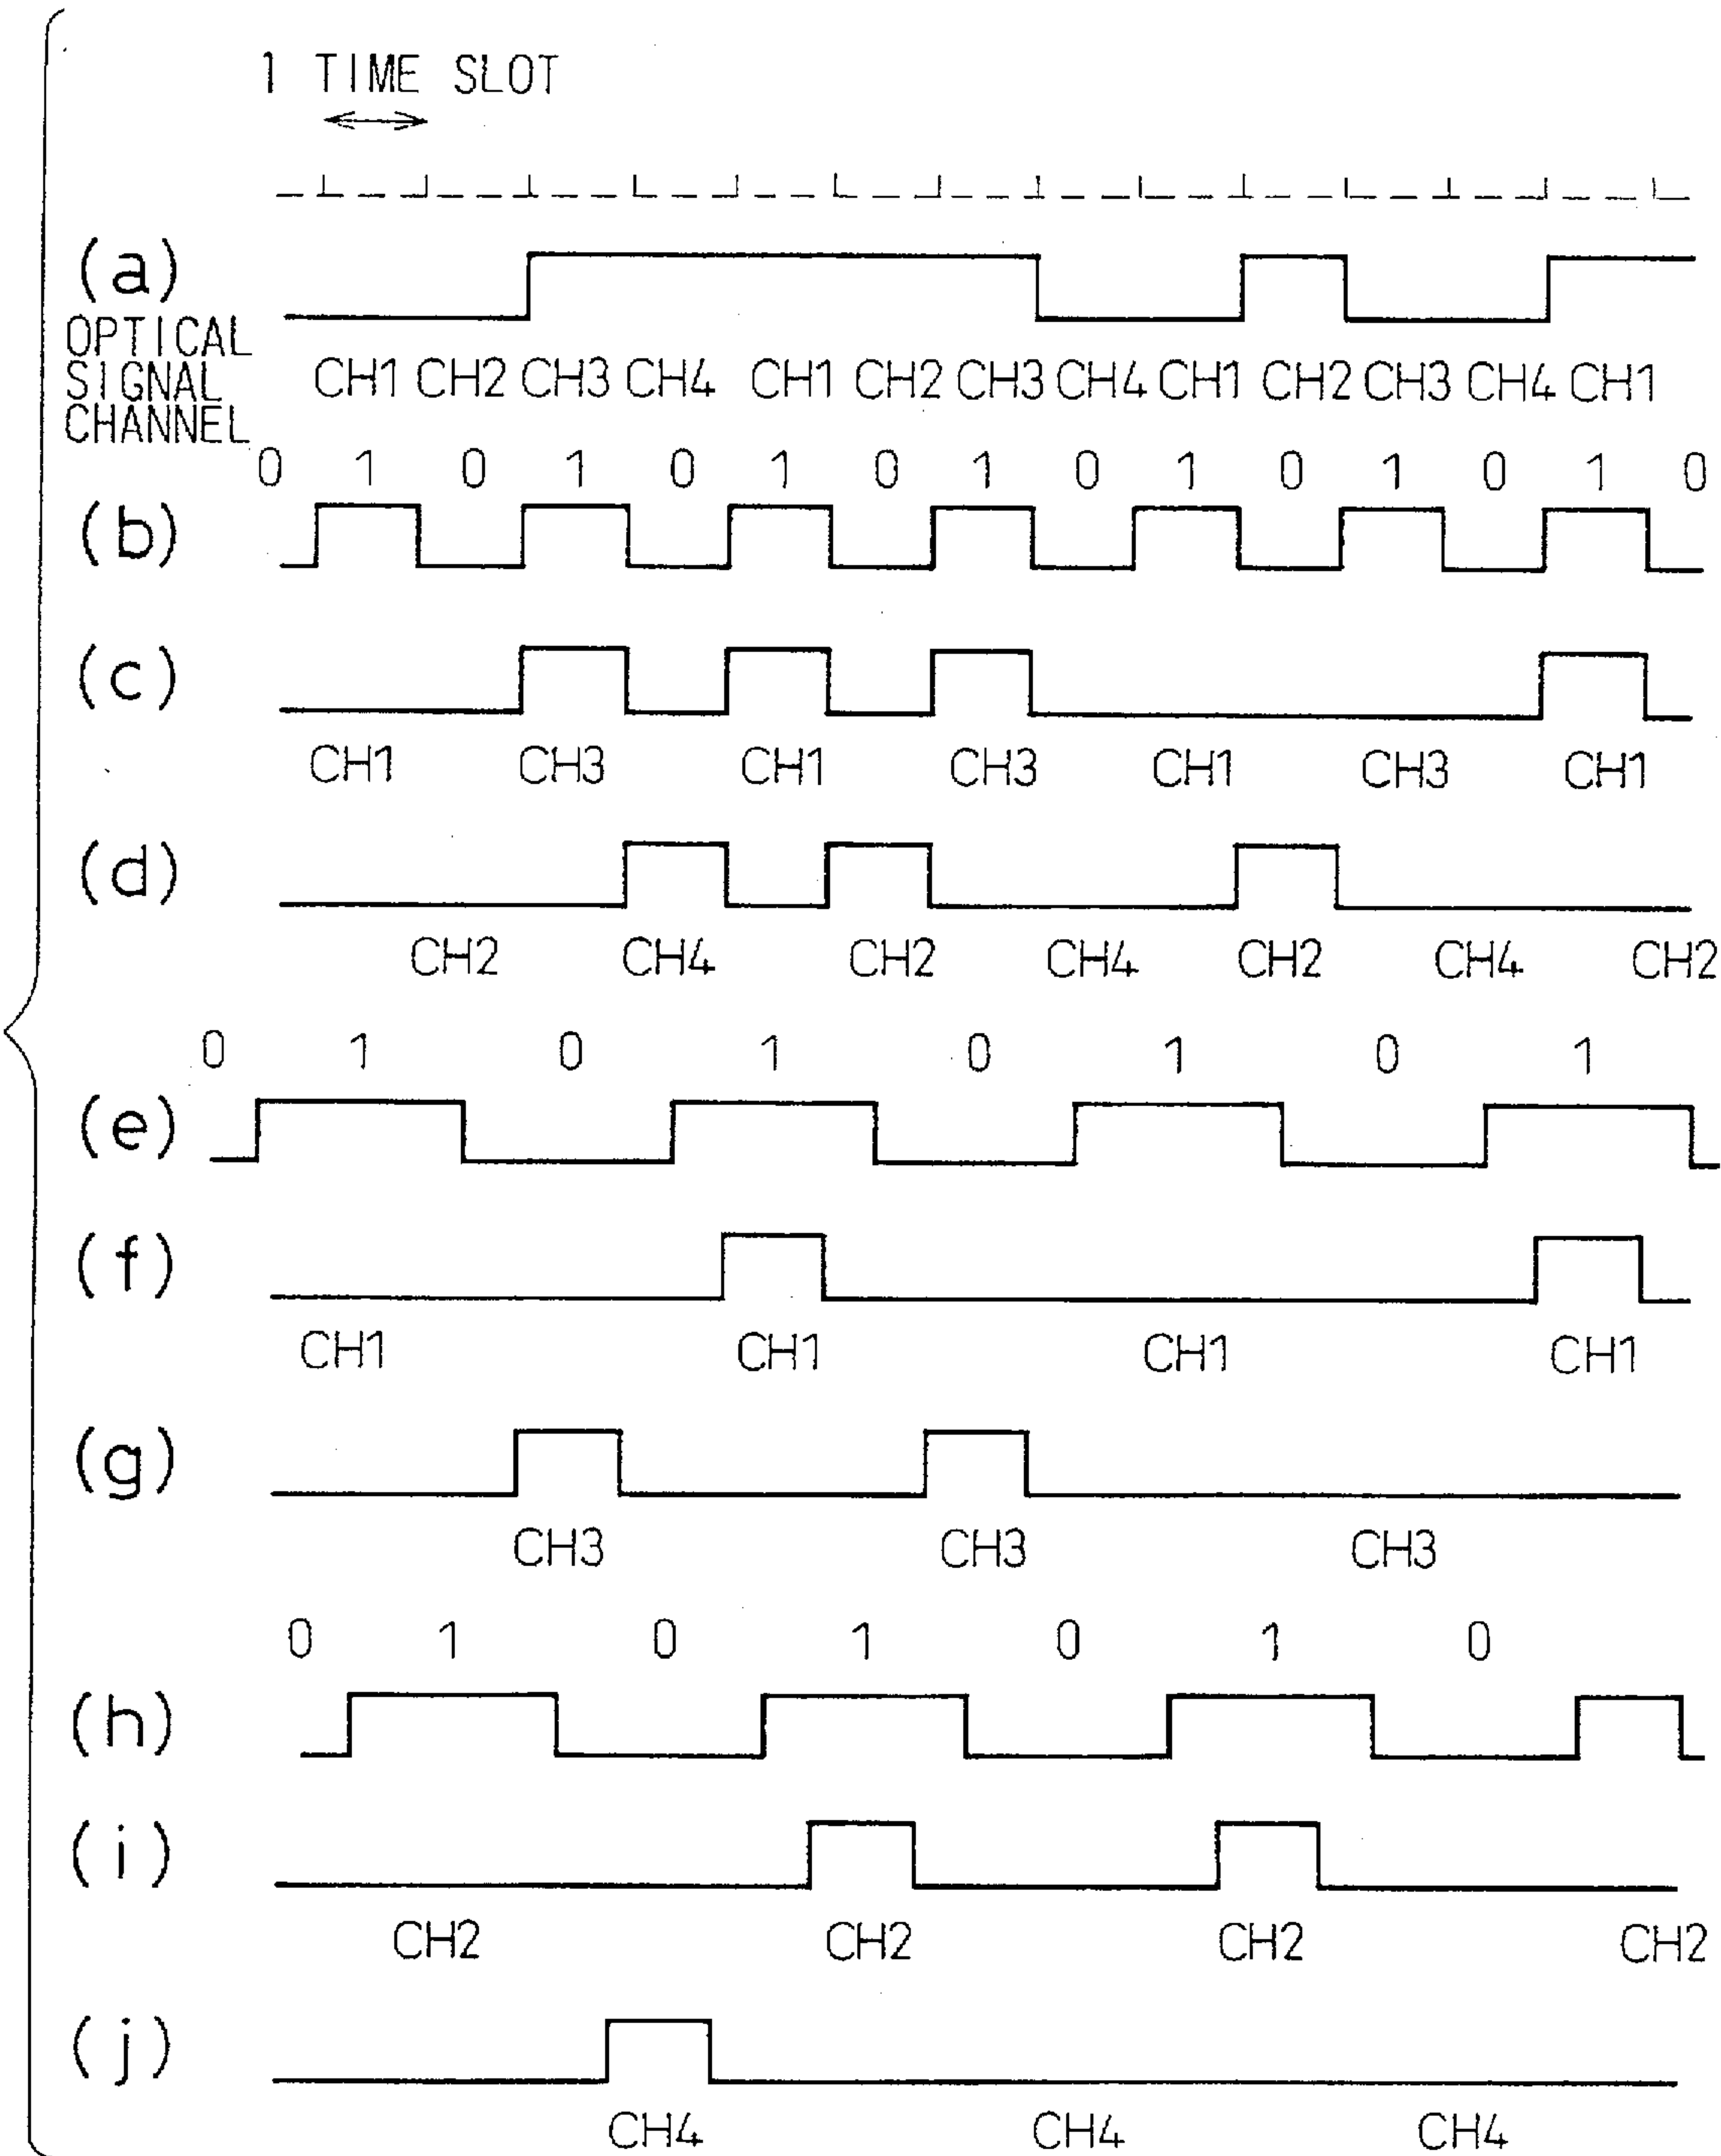 1 TIME SLOT
(a)
OPTICAL
SIGNAL
CHANNEL
CH1 CH2 CH3 CH4 CH1 CH2 CH3 CH4 CH1 CH2 CH3 CH4 CH1
0 1 0 1 0 1 0 1 0 1 0 1 0 1 0
(b)
(c)
CH1 CH3 CH1 CH3 CH1 CH3 CH1
(d)
CH2 CH4 CH2 CH4 CH2 CH4 CH2
0 1 0 1 0 1 0 1
(e)
(f)
CH1 CH1 CH1 CH1
(g)
CH3 CH3 CH3
0 1 0 1 0 1 0
(h)
(i)
CH2 CH2 CH2 CH2
(j)
CH4 CH4 CH4